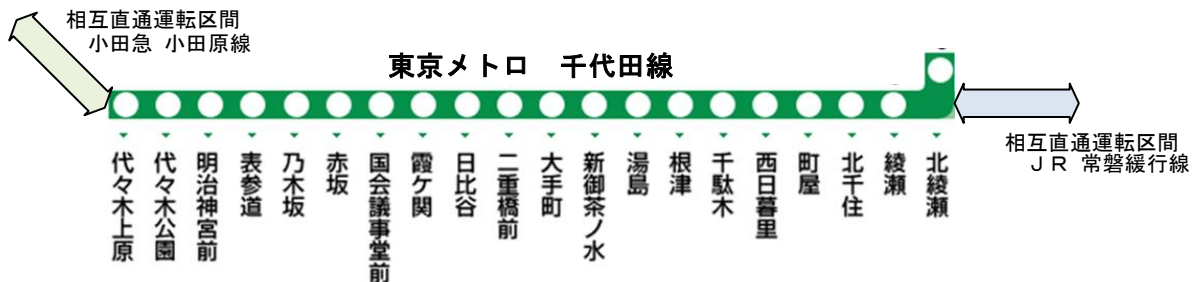 相互直通運転区間
小田急 小田原線
東京メトロ 千代田線
相互直通運転区間
JR 常磐緩行線
代々木上原
代々木公園
明治神宮前
表参道
乃木坂
赤坂
国会議事堂前
霞ケ関
日比谷
二重橋前
大手町
新御茶ノ水
湯島
根津
千駄木
西日暮里
町屋
北千住
綾瀬
北綾瀬